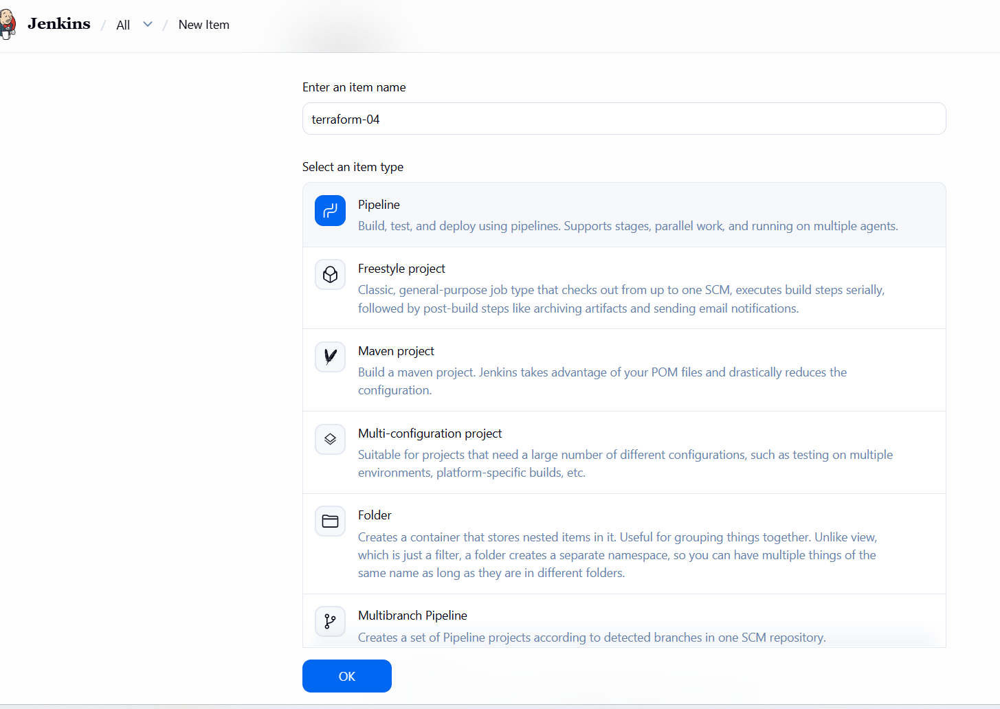 Jenkins / All / New Item
Enter an item name
terraform-04
Select an item type
Pipeline
Build, test, and deploy using pipelines. Supports stages, parallel work, and running on multiple agents.
Freestyle project
Classic, general-purpose job type that checks out from up to one SCM, executes build steps serially,
followed by post-build steps like archiving artifacts and sending email notifications.
Maven project
Build a maven project. Jenkins takes advantage of your POM files and drastically reduces the
configuration.
Multi-configuration project
Suitable for projects that need a large number of different configurations, such as testing on multiple
environments, platform-specific builds, etc.
Folder
Creates a container that stores nested items in it. Useful for grouping things together. Unlike view,
which is just a filter, a folder creates a separate namespace, so you can have multiple things of the
same name as long as they are in different folders.
Multibranch Pipeline
Creates a set of Pipeline projects according to detected branches in one SCM repository.
OK